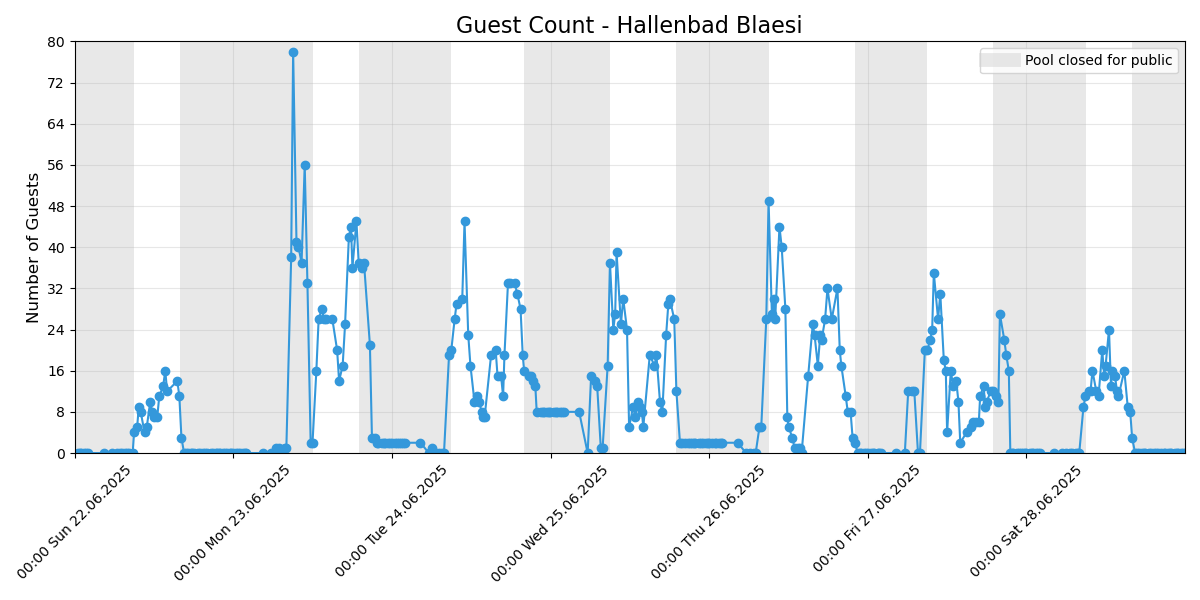 Guest Count - Hallenbad Blaesi
Pool closed for public
Number of Guests
80
72
64
56
48
40
32
24
16
8
0
00:00 Sun 22.06.2025
00:00 Mon 23.06.2025
00:00 Tue 24.06.2025
00:00 Wed 25.06.2025
00:00 Thu 26.06.2025
00:00 Fri 27.06.2025
00:00 Sat 28.06.2025